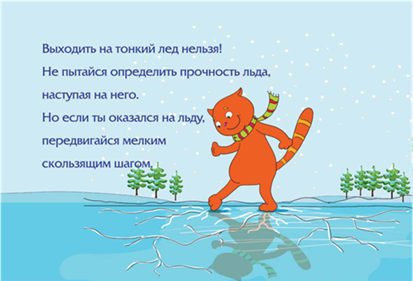 Выходить на тонкий лед нельзя!
Не пытайся определить прочность льда,
наступая на него.
Но если ты оказался на льду,
передвигайся мелким
скользящим шагом.